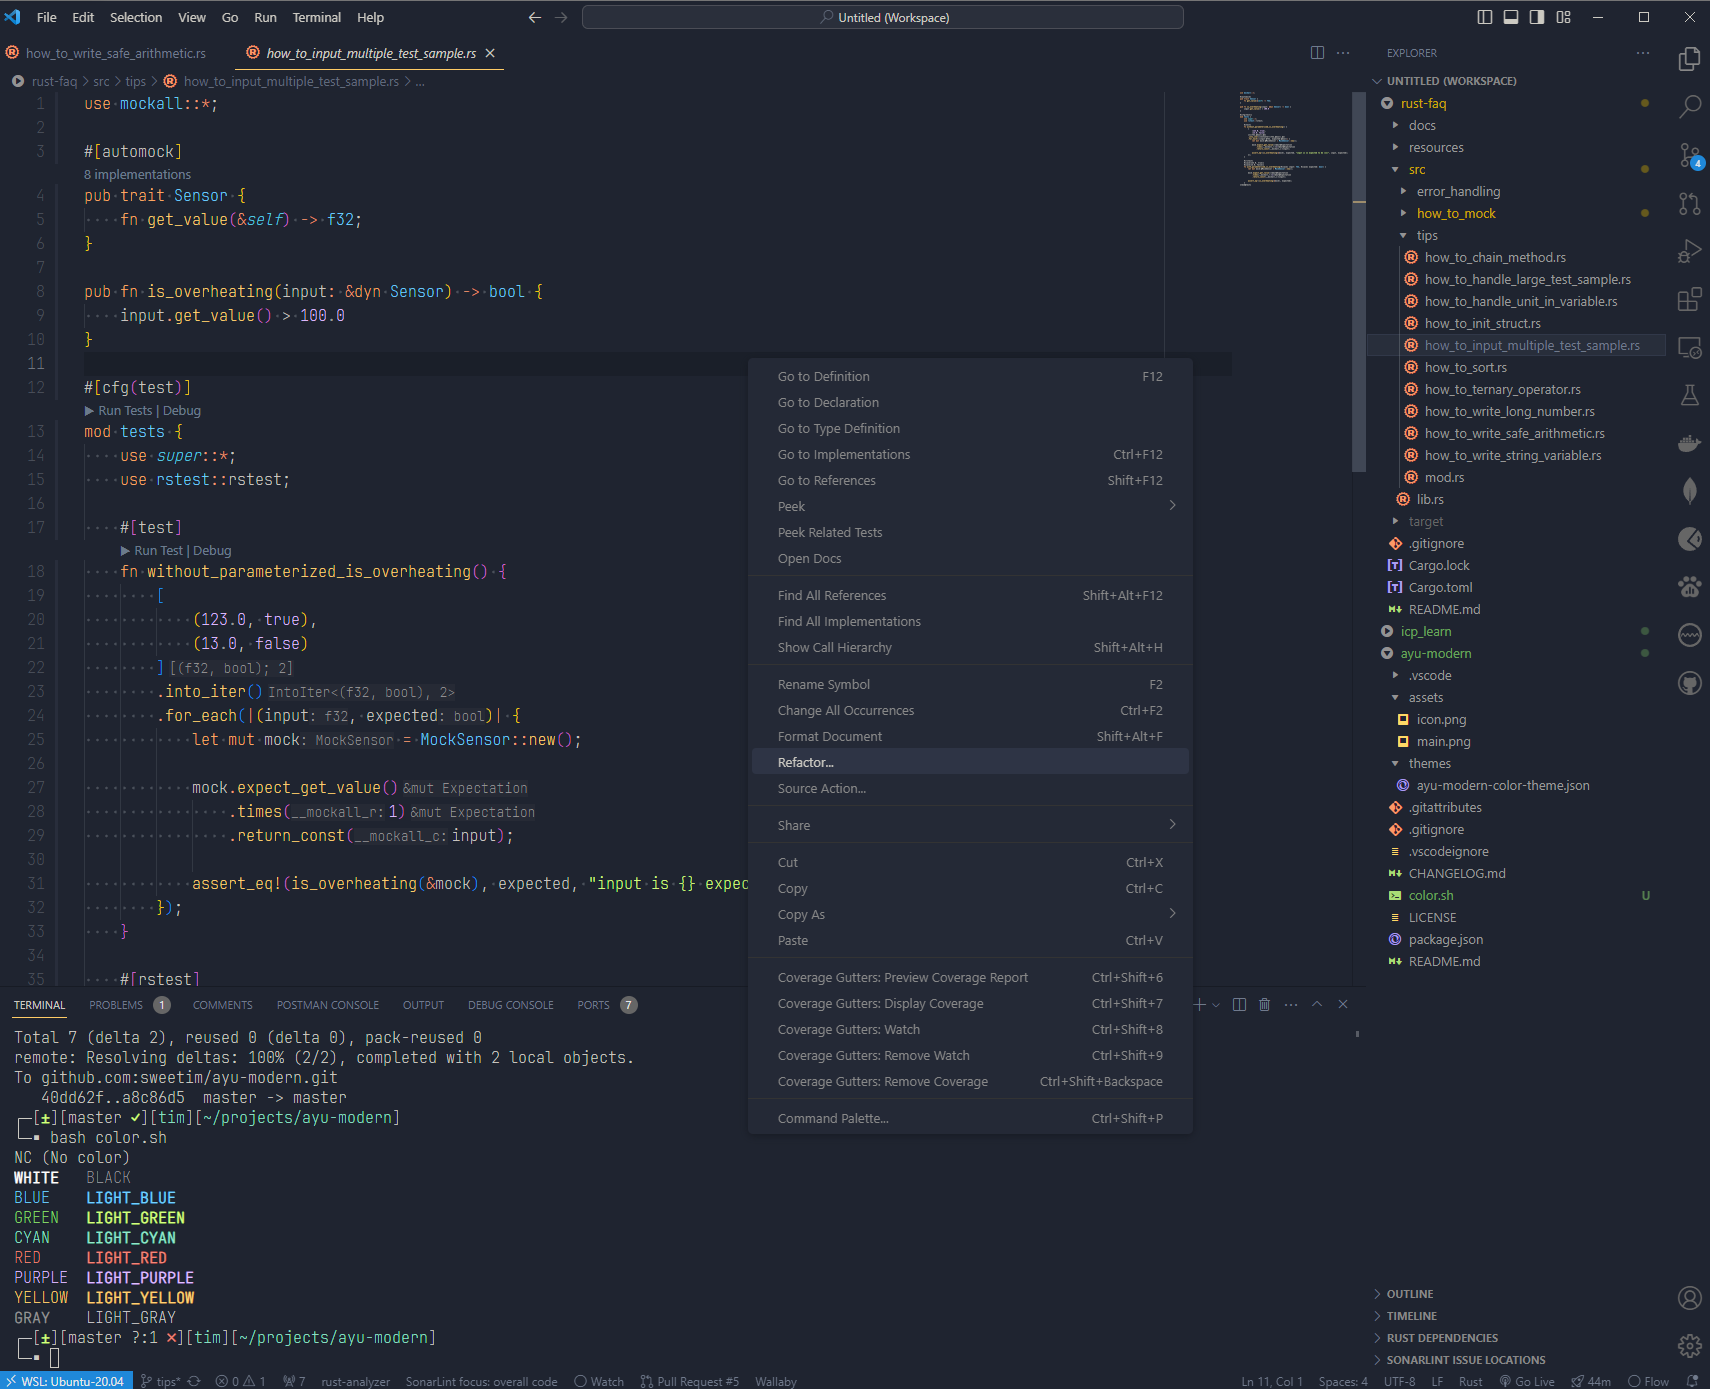 File Edit Selection View Go Run Terminal Help
Untitled (Workspace)
how_to_write_safe_arithmetic.rs
how_to_input_multiple_test_sample.rs
rust-faq > src > tips > how_to_input_multiple_test_sample.rs > ...
1 use mockall::*;
2
3 #[automock]
8 implementations
4 pub trait Sensor {
5 fn get_value(&self) -> f32;
6 }
7
8 pub fn is_overheating(input: &dyn Sensor) -> bool {
9 input.get_value() > 100.0
10 }
11
12 #[cfg(test)]
▶ Run Tests | Debug
13 mod tests {
14 use super::*;
15 use rstest::rstest;
16
17 #[test]
▶ Run Test | Debug
18 fn without_parameterized_is_overheating() {
19 [
20 (123.0, true),
21 (13.0, false)
22 ] [(f32, bool); 2]
23 .into_iter() IntoIter<(f32, bool), 2>
24 .for_each(|(input: f32, expected: bool)| {
25 let mut mock: MockSensor = MockSensor::new();
26
27 mock.expect_get_value() &mut Expectation
28 .times(__mockall_r: 1) &mut Expectation
29 .return_const(__mockall_c: input);
30
31 assert_eq!(is_overheating(&mock), expected, "input is {} expec
32 });
33 }
34
35 #[rstest]
Go to Definition F12
Go to Declaration
Go to Type Definition
Go to Implementations Ctrl+F12
Go to References Shift+F12
Peek
Peek Related Tests
Open Docs
Find All References Shift+Alt+F12
Find All Implementations
Show Call Hierarchy Shift+Alt+H
Rename Symbol F2
Change All Occurrences Ctrl+F2
Format Document Shift+Alt+F
Refactor...
Source Action...
Share
Cut Ctrl+X
Copy Ctrl+C
Copy As
Paste Ctrl+V
Coverage Gutters: Preview Coverage Report Ctrl+Shift+6
Coverage Gutters: Display Coverage Ctrl+Shift+7
Coverage Gutters: Watch Ctrl+Shift+8
Coverage Gutters: Remove Watch Ctrl+Shift+9
Coverage Gutters: Remove Coverage Ctrl+Shift+Backspace
Command Palette... Ctrl+Shift+P
EXPLORER
UNTITLED (WORKSPACE)
rust-faq
docs
resources
src
error_handling
how_to_mock
tips
how_to_chain_method.rs
how_to_handle_large_test_sample.rs
how_to_handle_unit_in_variable.rs
how_to_init_struct.rs
how_to_input_multiple_test_sample.rs
how_to_sort.rs
how_to_ternary_operator.rs
how_to_write_long_number.rs
how_to_write_safe_arithmetic.rs
how_to_write_string_variable.rs
mod.rs
lib.rs
target
.gitignore
Cargo.lock
Cargo.toml
README.md
icp_learn
ayu-modern
.vscode
assets
icon.png
main.png
themes
ayu-modern-color-theme.json
.gitattributes
.gitignore
.vscodeignore
CHANGELOG.md
color.sh U
LICENSE
package.json
README.md
OUTLINE
TIMELINE
RUST DEPENDENCIES
SONARLINT ISSUE LOCATIONS
4
TERMINAL PROBLEMS 1 COMMENTS POSTMAN CONSOLE OUTPUT DEBUG CONSOLE PORTS 7
Total 7 (delta 2), reused 0 (delta 0), pack-reused 0
remote: Resolving deltas: 100% (2/2), completed with 2 local objects.
To github.com:sweetim/ayu-modern.git
40dd62f..a8c86d5 master -> master
[±][master ✓][tim][~/projects/ayu-modern]
bash color.sh
NC (No color)
WHITE BLACK
BLUE LIGHT_BLUE
GREEN LIGHT_GREEN
CYAN LIGHT_CYAN
RED LIGHT_RED
PURPLE LIGHT_PURPLE
YELLOW LIGHT_YELLOW
GRAY LIGHT_GRAY
[±][master ?:1 ✗][tim][~/projects/ayu-modern]
WSL: Ubuntu-20.04 tips* 0 1 7 rust-analyzer SonarLint focus: overall code Watch Pull Request #5 Wallaby Ln 11, Col 1 Spaces: 4 UTF-8 LF Rust Go Live 44m Flow